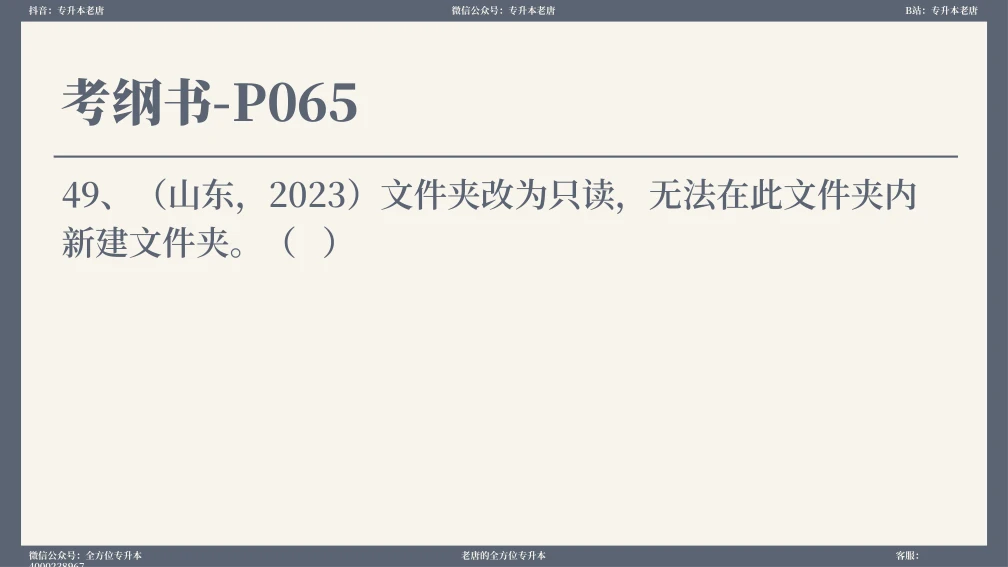 抖音：专升本老唐
微信公众号：专升本老唐
B站：专升本老唐
考纲书-P065
49、（山东，2023）文件夹改为只读，无法在此文件夹内
新建文件夹。（ ）
微信公众号：全方位专升本
老唐的全方位专升本
客服：
4000238967